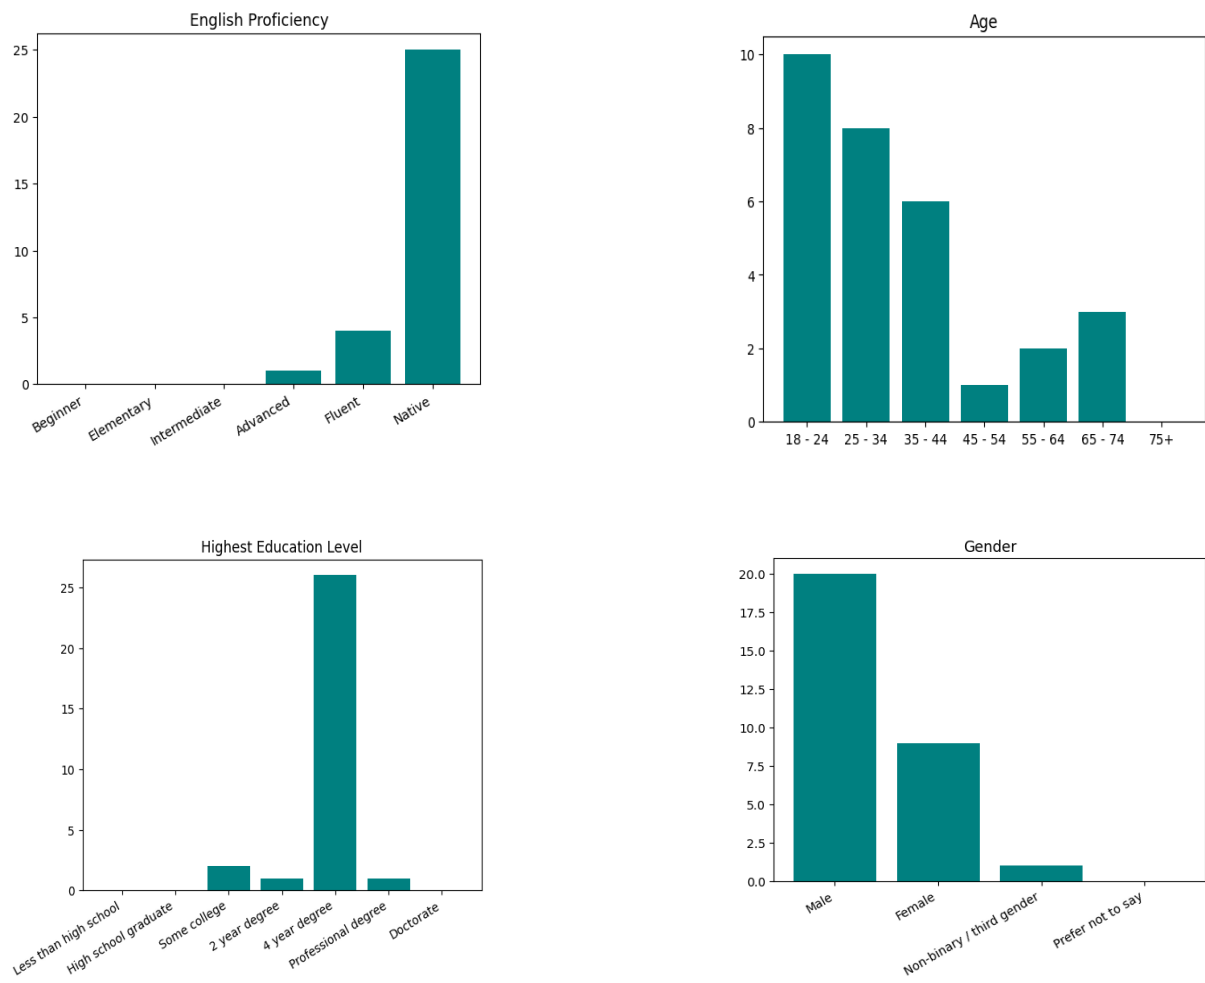 English Proficiency
25
20
15
10
5
0
Beginner
Elementary
Intermediate
Advanced
Fluent
Native
Age
10
8
6
4
2
0
18 - 24
25 - 34
35 - 44
45 - 54
55 - 64
65 - 74
75+
Highest Education Level
25
20
15
10
5
0
Less than high school
High school graduate
Some college
2 year degree
4 year degree
Professional degree
Doctorate
Gender
20.0
17.5
15.0
12.5
10.0
7.5
5.0
2.5
0.0
Male
Female
Non-binary / third gender
Prefer not to say